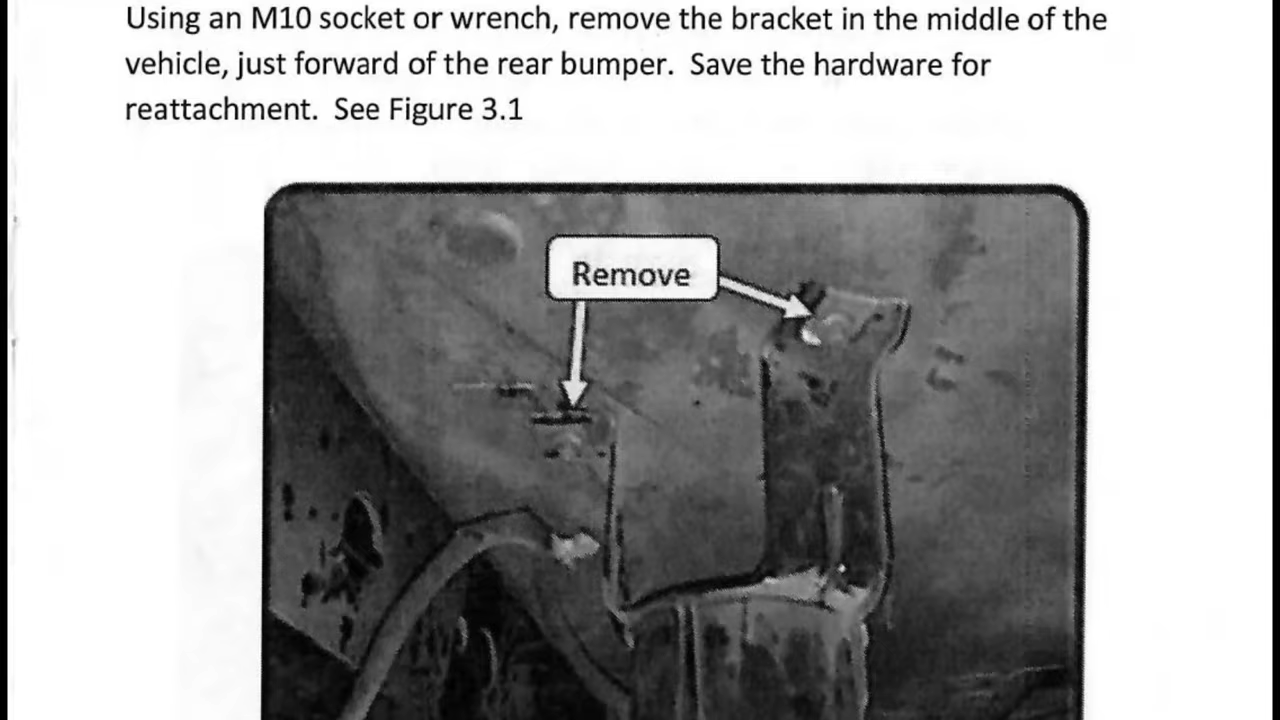 Using an M10 socket or wrench, remove the bracket in the middle of the
vehicle, just forward of the rear bumper.  Save the hardware for
reattachment.  See Figure 3.1
Remove